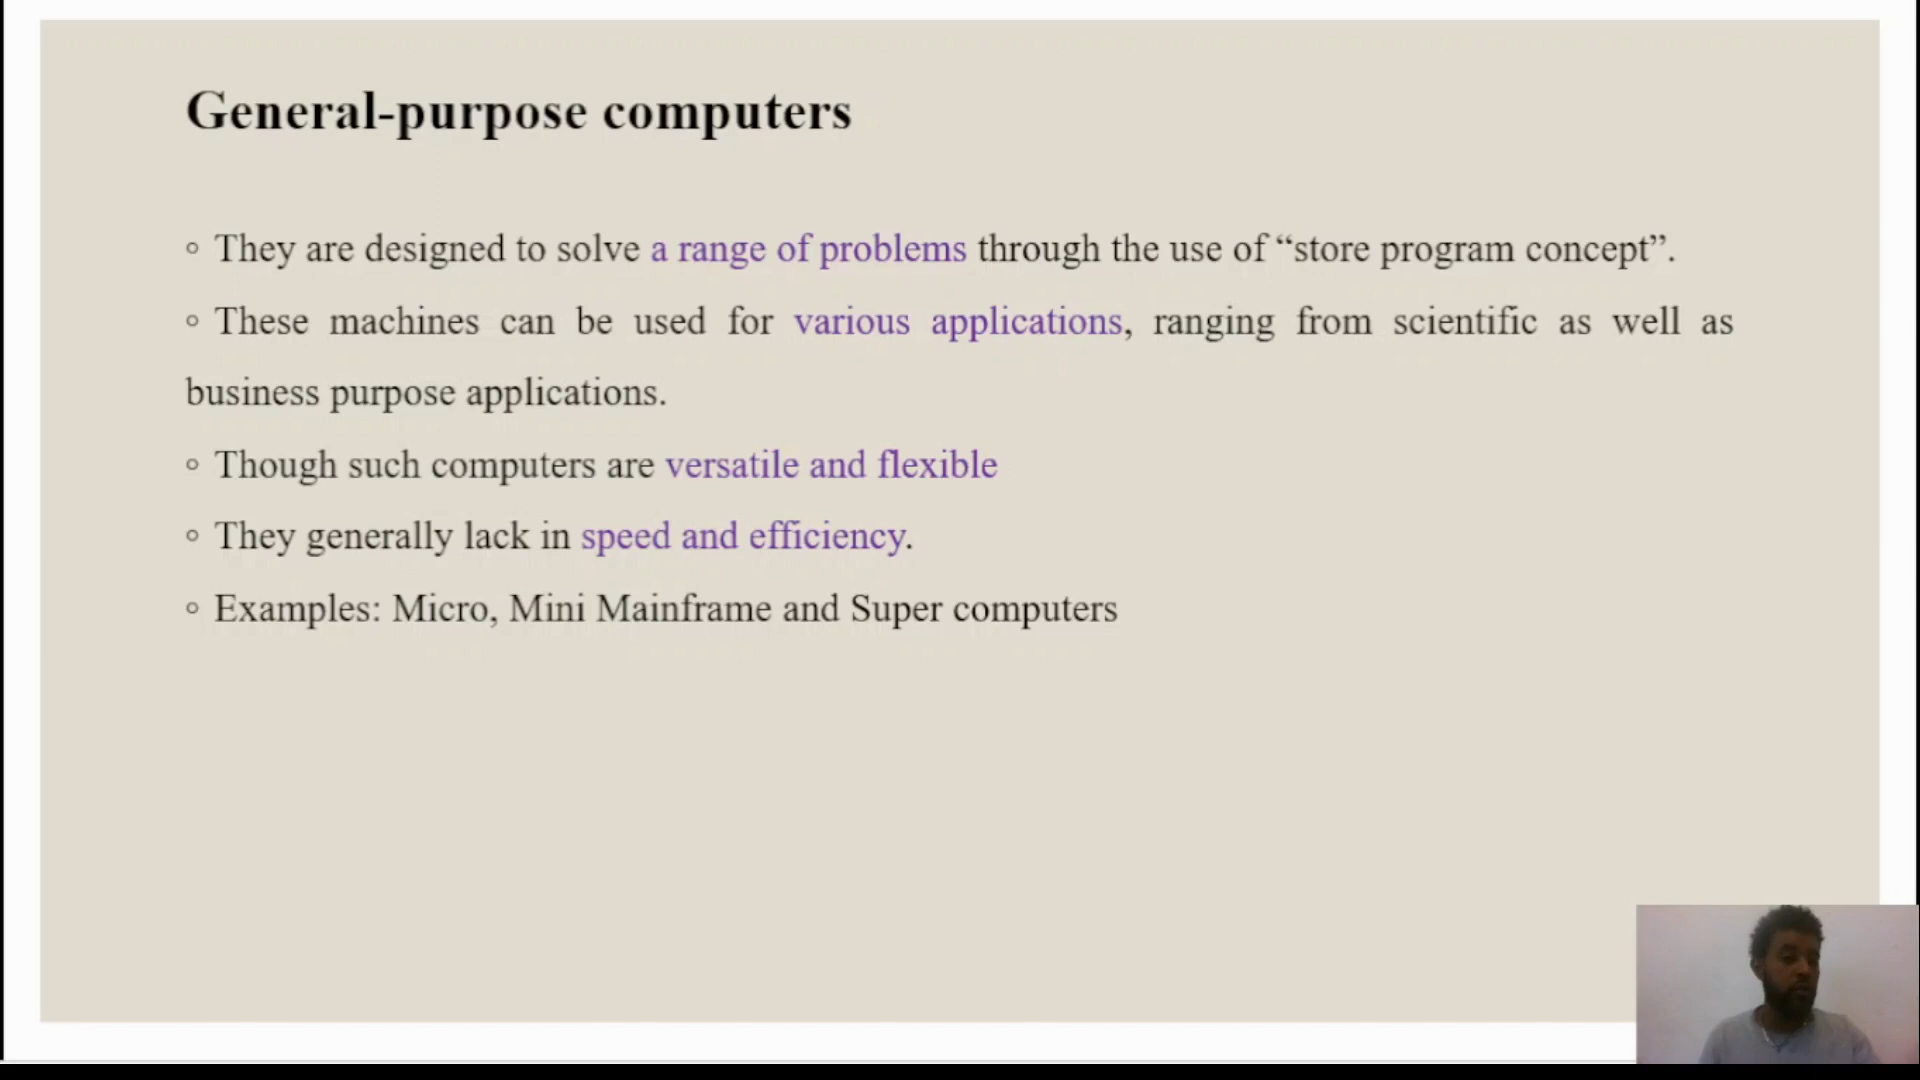 General-purpose computers
◦ They are designed to solve a range of problems through the use of “store program concept”.
◦ These machines can be used for various applications, ranging from scientific as well as
business purpose applications.
◦ Though such computers are versatile and flexible
◦ They generally lack in speed and efficiency.
◦ Examples: Micro, Mini Mainframe and Super computers